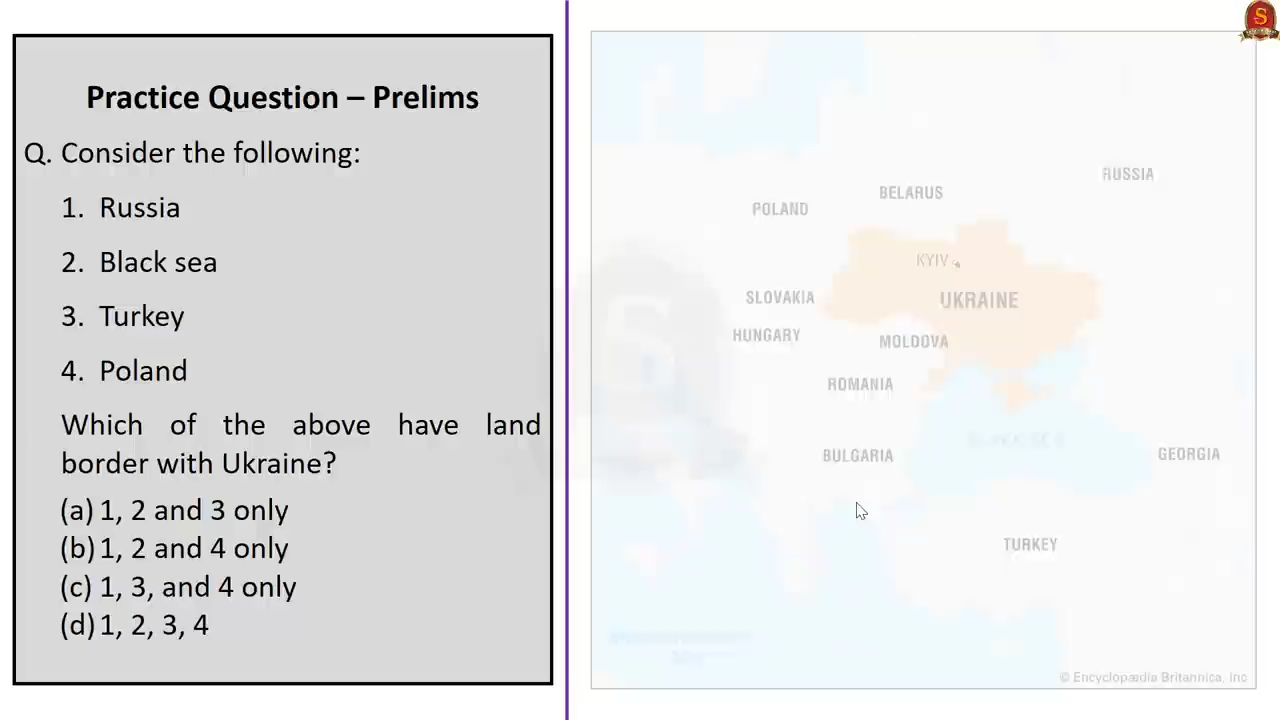 Practice Question – Prelims
Q. Consider the following:
1. Russia
2. Black sea
3. Turkey
4. Poland
Which of the above have land
border with Ukraine?
(a) 1, 2 and 3 only
(b) 1, 2 and 4 only
(c) 1, 3, and 4 only
(d) 1, 2, 3, 4
S
RUSSIA
BELARUS
POLAND
KYIV
SLOVAKIA
UKRAINE
HUNGARY
MOLDOVA
ROMANIA
BLACK SEA
BULGARIA
GEORGIA
TURKEY
© Encyclopædia Britannica, Inc